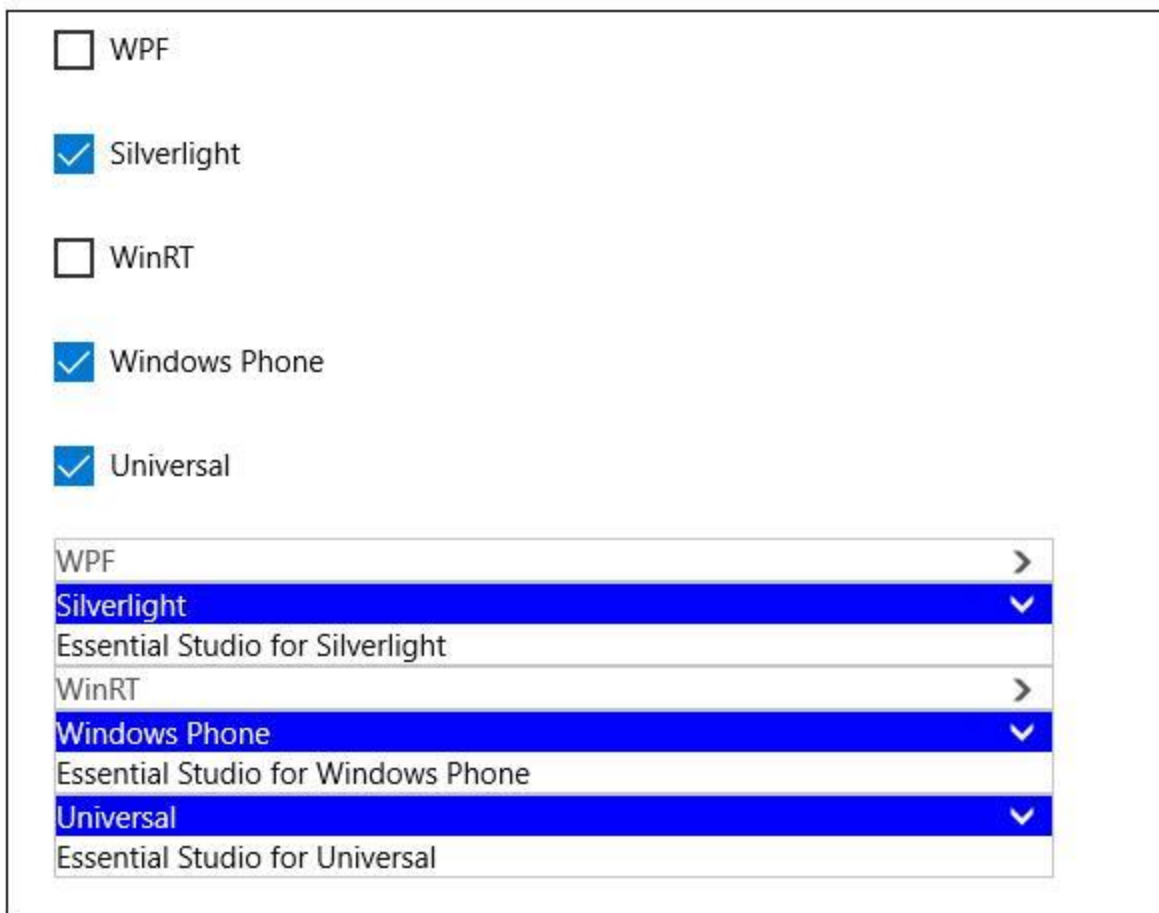 WPF
Silverlight
WinRT
Windows Phone
Universal
WPF
Silverlight
Essential Studio for Silverlight
WinRT
Windows Phone
Essential Studio for Windows Phone
Universal
Essential Studio for Universal